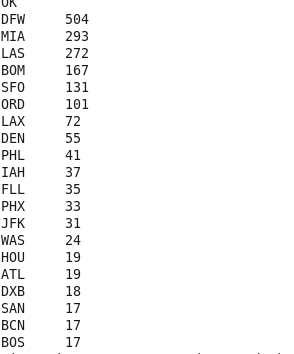 OK
DFW 504
MIA 293
LAS 272
BOM 167
SFO 131
ORD 101
LAX 72
DEN 55
PHL 41
IAH 37
FLL 35
PHX 33
JFK 31
WAS 24
HOU 19
ATL 19
DXB 18
SAN 17
BCN 17
BOS 17